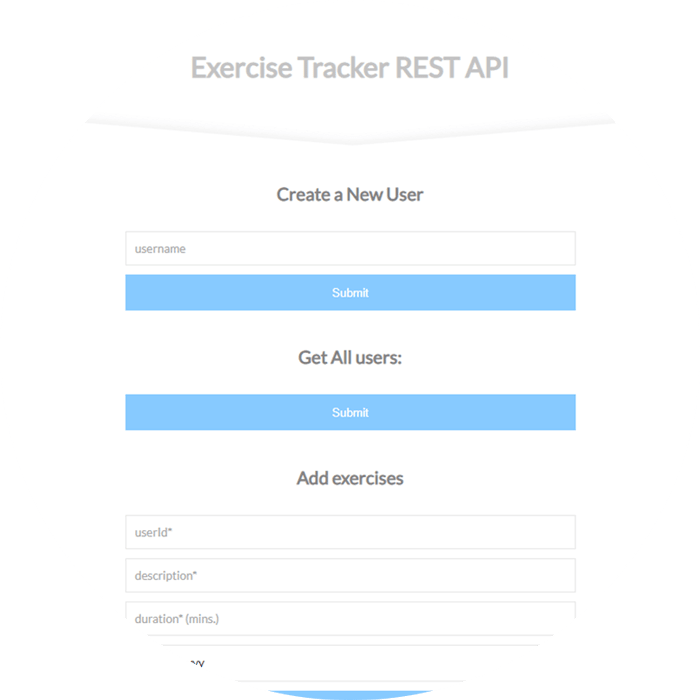 Exercise Tracker REST API
Create a New User
username
Submit
Get All users:
Submit
Add exercises
userId*
description*
duration* (mins.)